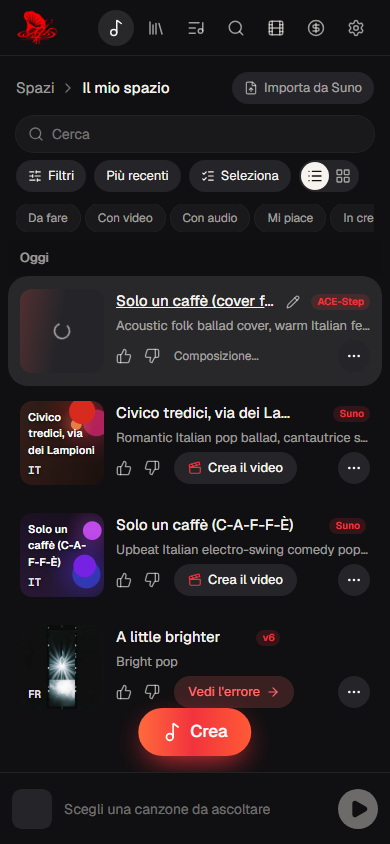 Spazi > Il mio spazio
Importa da Suno
Cerca
Filtri
Più recenti
Seleziona
Da fare
Con video
Con audio
Mi piace
In cre
Oggi
Solo un caffè (cover f...
ACE-Step
Acoustic folk ballad cover, warm Italian fe...
Composizione...
Civico
tredici, via
dei Lampioni
IT
Civico tredici, via dei La...
Suno
Romantic Italian pop ballad, cantautrice s...
Crea il video
Solo un
caffè (C-A-
F-F-È)
IT
Solo un caffè (C-A-F-F-È)
Suno
Upbeat Italian electro-swing comedy pop...
Crea il video
FR
A little brighter
v6
Bright pop
Vedi l'errore →
Crea
Scegli una canzone da ascoltare